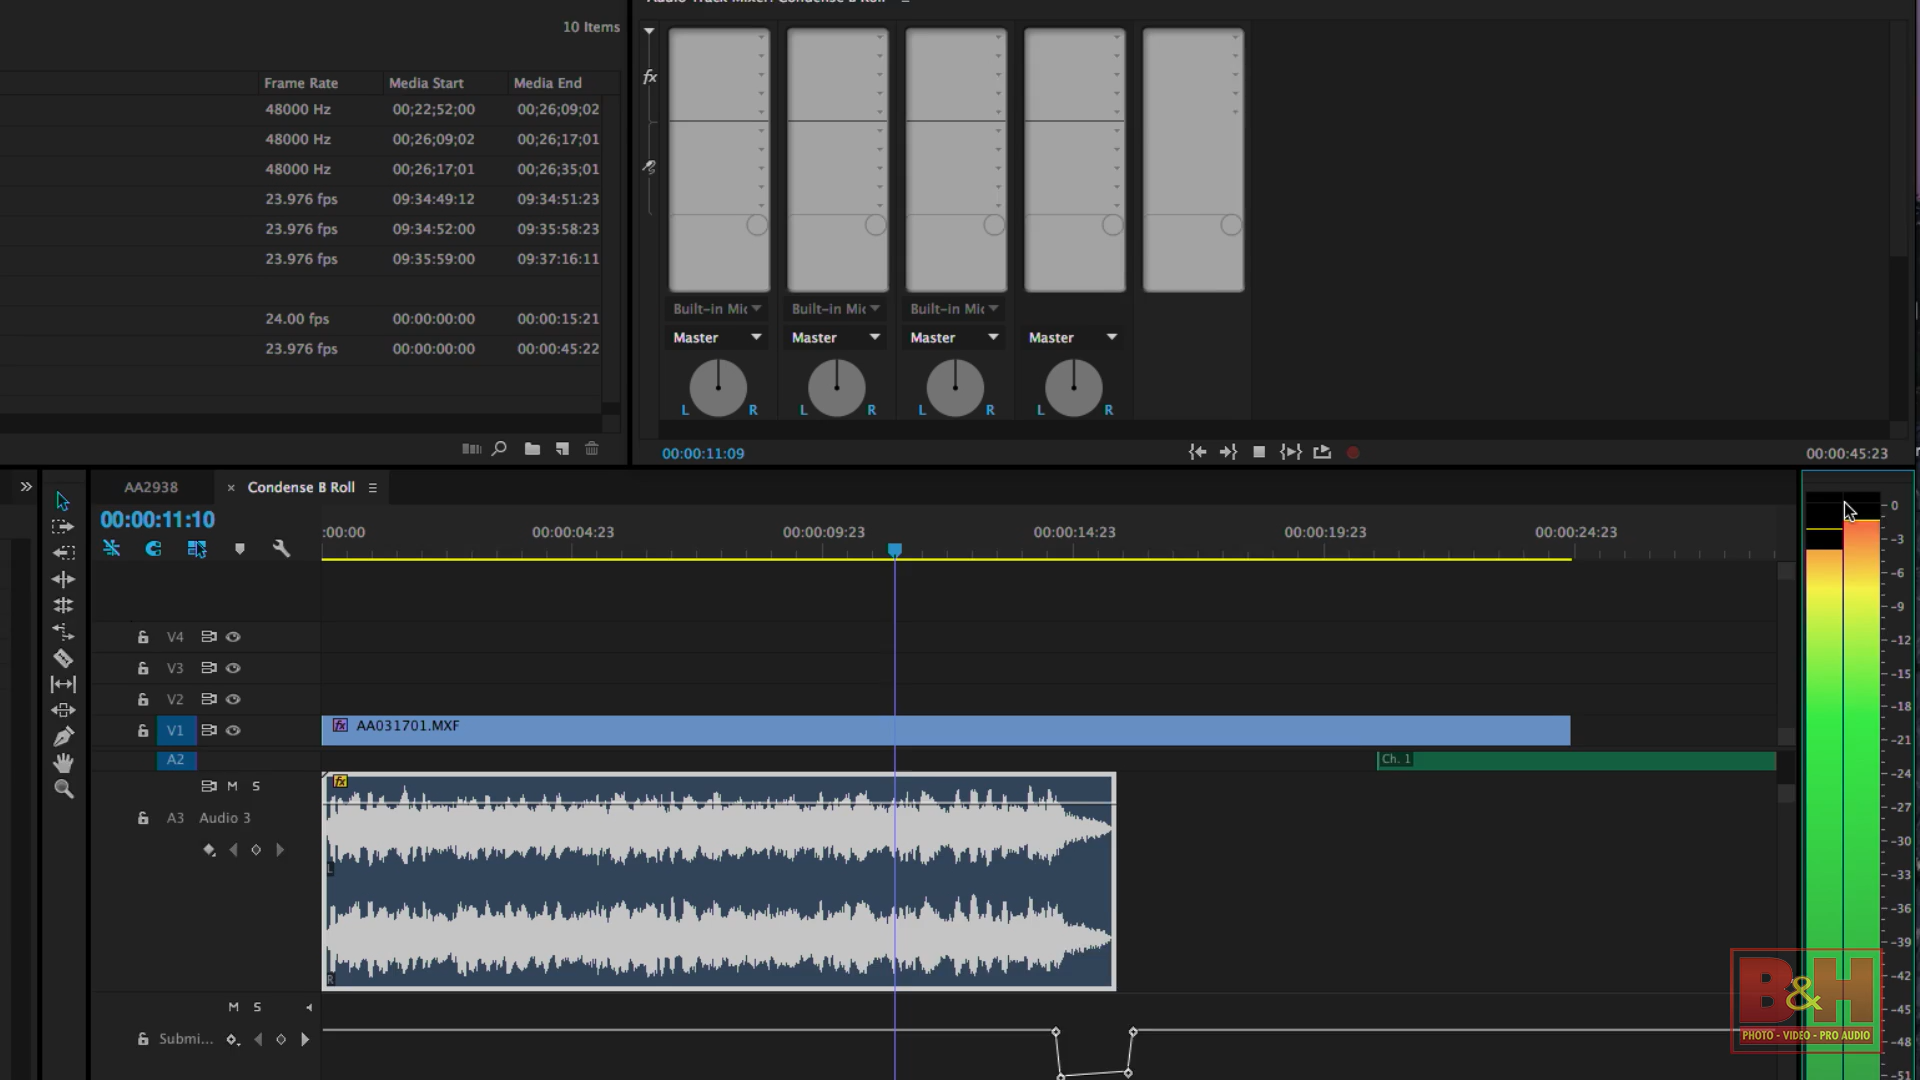 Audio Track Mixer: Condense B Roll
10 Items
Frame Rate Media Start Media End
48000 Hz 00;22;52;00 00;26;09;02
48000 Hz 00;26;09;02 00;26;17;01
48000 Hz 00;26;17;01 00;26;35;01
23.976 fps 09:34:49:12 09:34:51:23
23.976 fps 09:34:52:00 09:35:58:23
23.976 fps 09:35:59:00 09:37:16:11
24.00 fps 00:00:00:00 00:00:15:21
23.976 fps 00:00:00:00 00:00:45:22
fx
Built-in Mic Built-in Mic Built-in Mic
Master Master Master Master
L R L R L R L R
00:00:11:09 00:00:45:23
AA2938 × Condense B Roll
00:00:11:10
:00:00 00:00:04:23 00:00:09:23 00:00:14:23 00:00:19:23 00:00:24:23
V4
V3
V2
V1 fx AA031701.MXF
A2 Ch. 1
fx
M S
A3 Audio 3
L
R
M S
Submi...
0
-3
-6
-9
-12
-15
-18
-21
-24
-27
-30
-33
-36
-39
-42
-45
-48
-51
B&H
PHOTO - VIDEO - PRO AUDIO